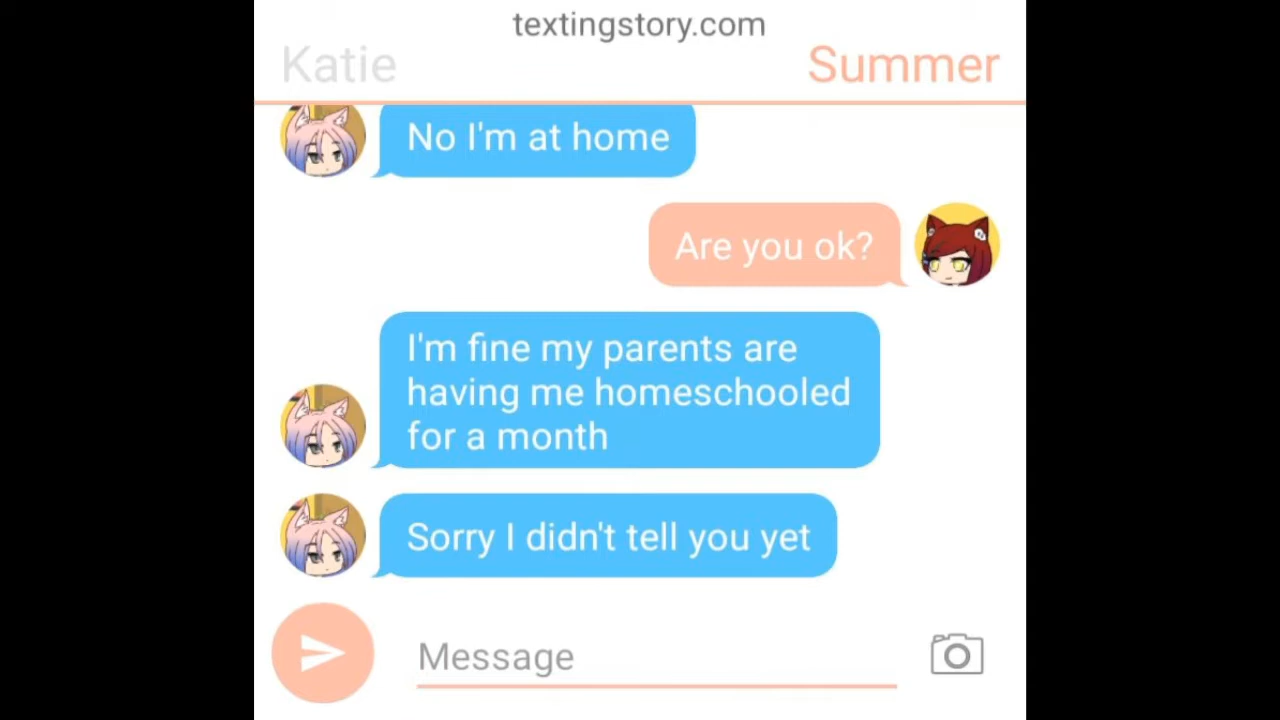 textingstory.com
Katie
Summer
No I'm at home
Are you ok?
I'm fine my parents are
having me homeschooled
for a month
Sorry I didn't tell you yet
Message